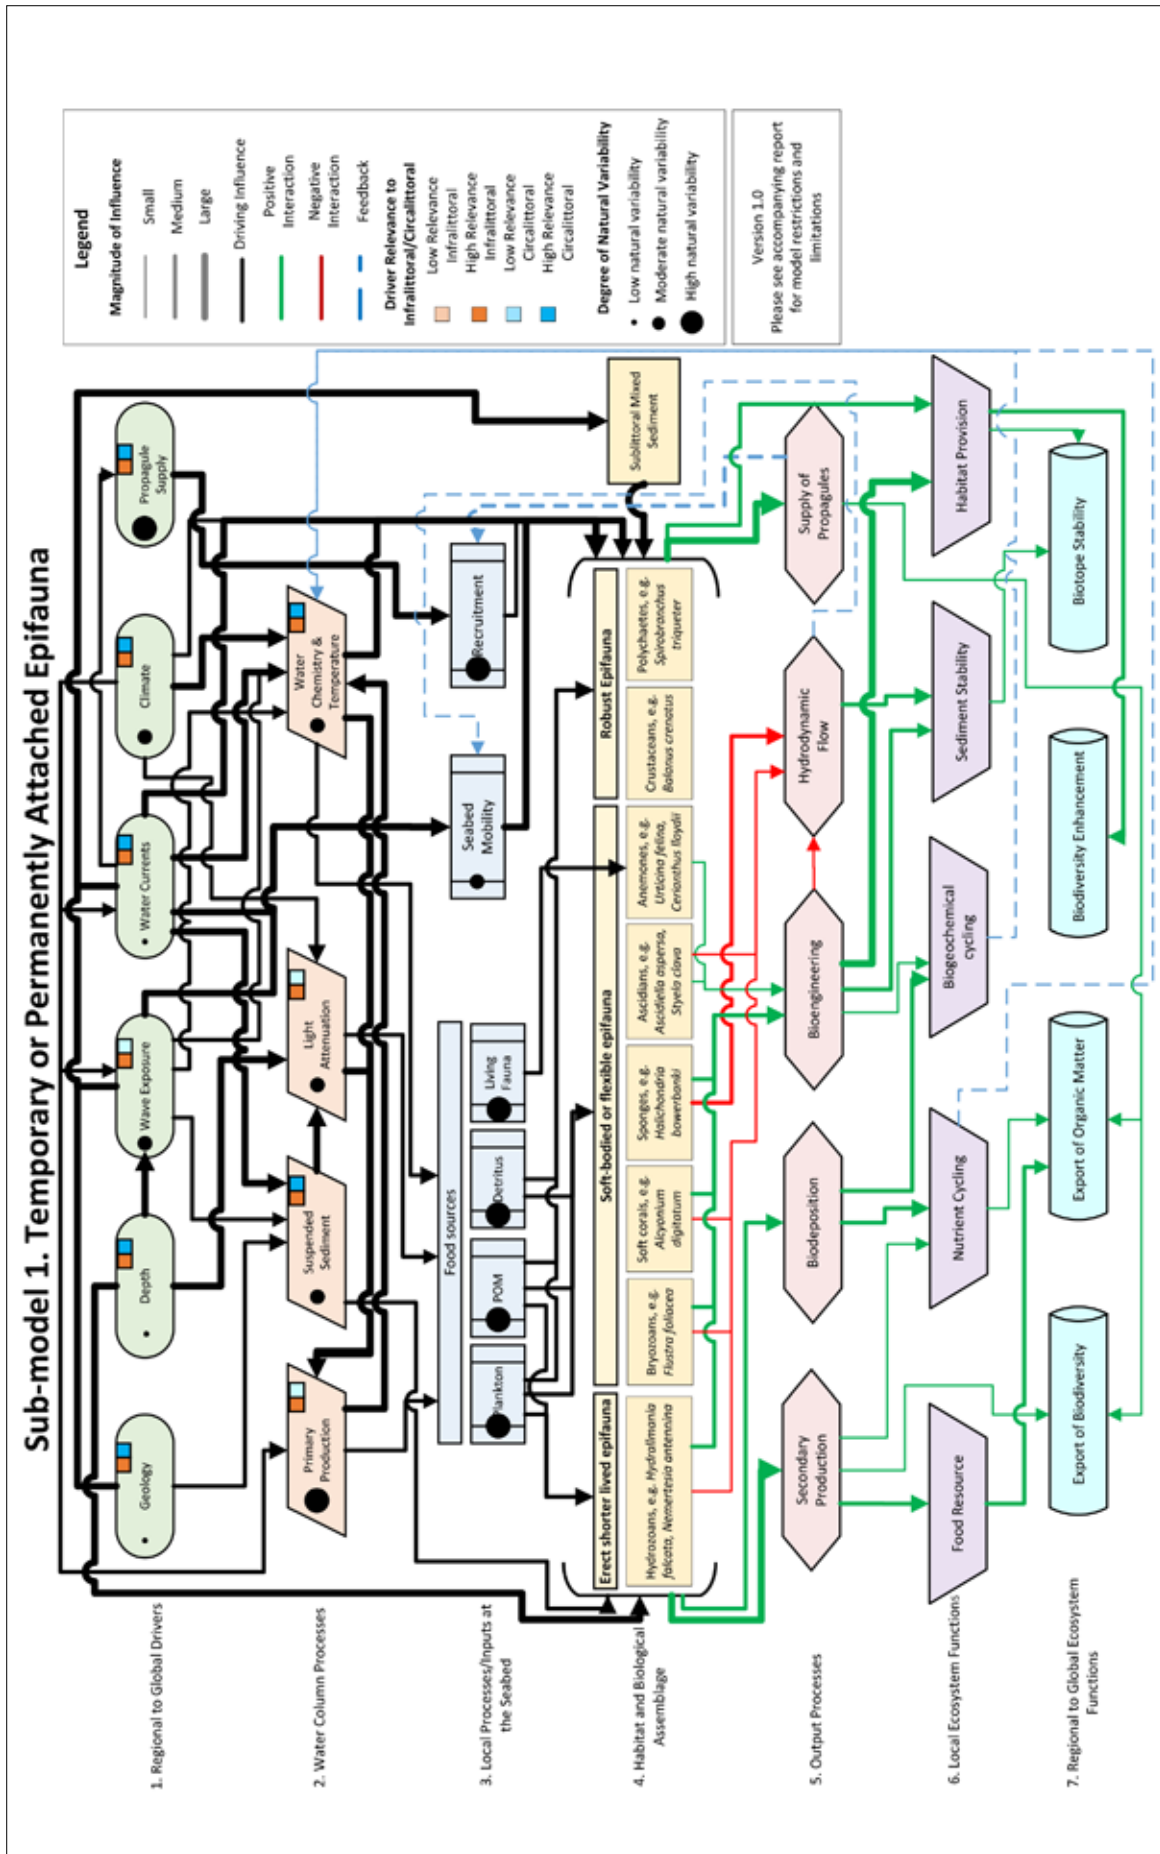 Sub-model 1. Temporary or Permanently Attached Epifauna
1. Regional to Global Drivers
Geology
Depth
Wave Exposure
Water Currents
Climate
Propagule
Supply
2. Water Column Processes
Primary
Production
Suspended
Sediment
Light
Attenuation
Water
Chemistry &
Temperature
3. Local Processes/Inputs at
the Seabed
Food sources
Plankton
POM
Detritus
Living
Fauna
Seabed
Mobility
Recruitment
4. Habitat and Biological
Assemblage
Erect shorter lived epifauna
Hydrozoans, e.g. Hydrallmania
falcata, Nemertesia antennina
Soft-bodied or flexible epifauna
Bryozoans, e.g.
Flustra foliacea
Soft corals, e.g.
Alcyonium
digitatum
Sponges, e.g.
Halichondria
bowerbanki
Ascidians, e.g.
Ascidiella aspersa,
Styela clava
Anemones, e.g.
Urticina felina,
Cerianthus lloydii
Robust Epifauna
Crustaceans, e.g.
Balanus crenatus
Polychaetes, e.g.
Spirobranchus
triqueter
Sublittoral Mixed
Sediment
5. Output Processes
Secondary
Production
Biodeposition
Bioengineering
Hydrodynamic
Flow
Supply of
Propagules
6. Local Ecosystem Functions
Food Resource
Nutrient Cycling
Biogeochemical
cycling
Sediment Stability
Habitat Provision
7. Regional to Global Ecosystem
Functions
Export of Biodiversity
Export of Organic Matter
Biodiversity Enhancement
Biotope Stability
Legend
Magnitude of Influence
Small
Medium
Large
Driving Influence
Positive
Interaction
Negative
Interaction
Feedback
Driver Relevance to
Infralittoral/Circalittoral
Low Relevance
Infralittoral
High Relevance
Infralittoral
Low Relevance
Circalittoral
High Relevance
Circalittoral
Degree of Natural Variability
Low natural variability
Moderate natural variability
High natural variability
Version 1.0
Please see accompanying report
for model restrictions and
limitations